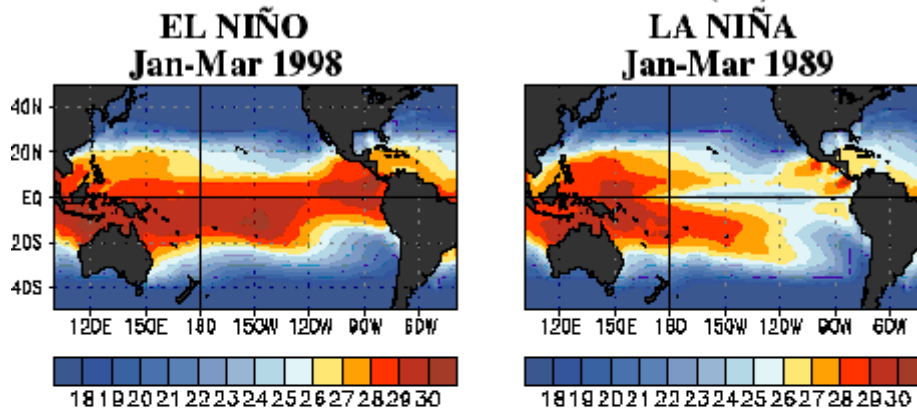 EL NIÑO
Jan-Mar 1998
40N
20N
EQ
20S
40S
120E 150E 180 150W 120W 90W 60W
18 19 20 21 22 23 24 25 26 27 28 29 30
LA NIÑA
Jan-Mar 1989
120E 150E 180 150W 120W 90W 60W
18 19 20 21 22 23 24 25 26 27 28 29 30